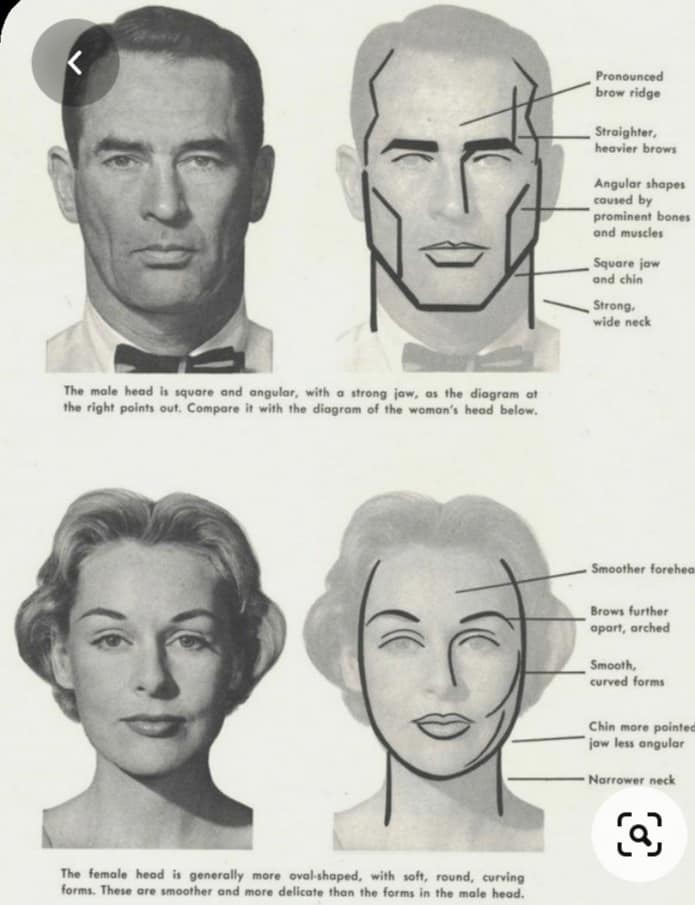 Pronounced
brow ridge
Straighter,
heavier brows
Angular shapes
caused by
prominent bones
and muscles
Square jaw
and chin
Strong,
wide neck
The male head is square and angular, with a strong jaw, as the diagram at
the right points out. Compare it with the diagram of the woman's head below.
Smoother forehea
Brows further
apart, arched
Smooth,
curved forms
Chin more pointed
jaw less angular
Narrower neck
The female head is generally more oval-shaped, with soft, round, curving
forms. These are smoother and more delicate than the forms in the male head.